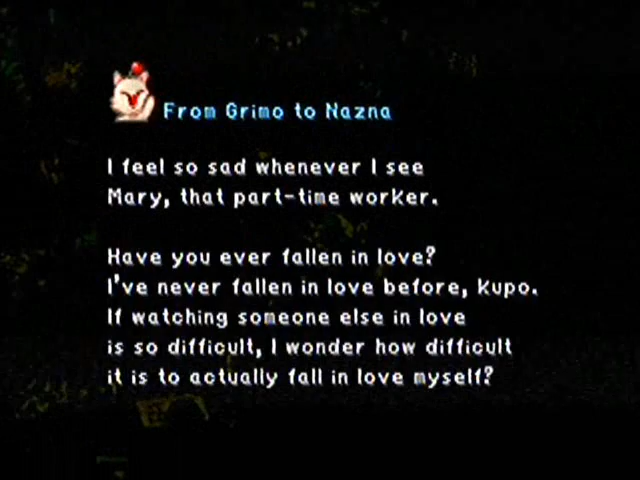 From Grimo to Nazna
I feel so sad whenever I see
Mary, that part-time worker.
Have you ever fallen in love?
I've never fallen in love before, kupo.
If watching someone else in love
is so difficult, I wonder how difficult
it is to actually fall in love myself?